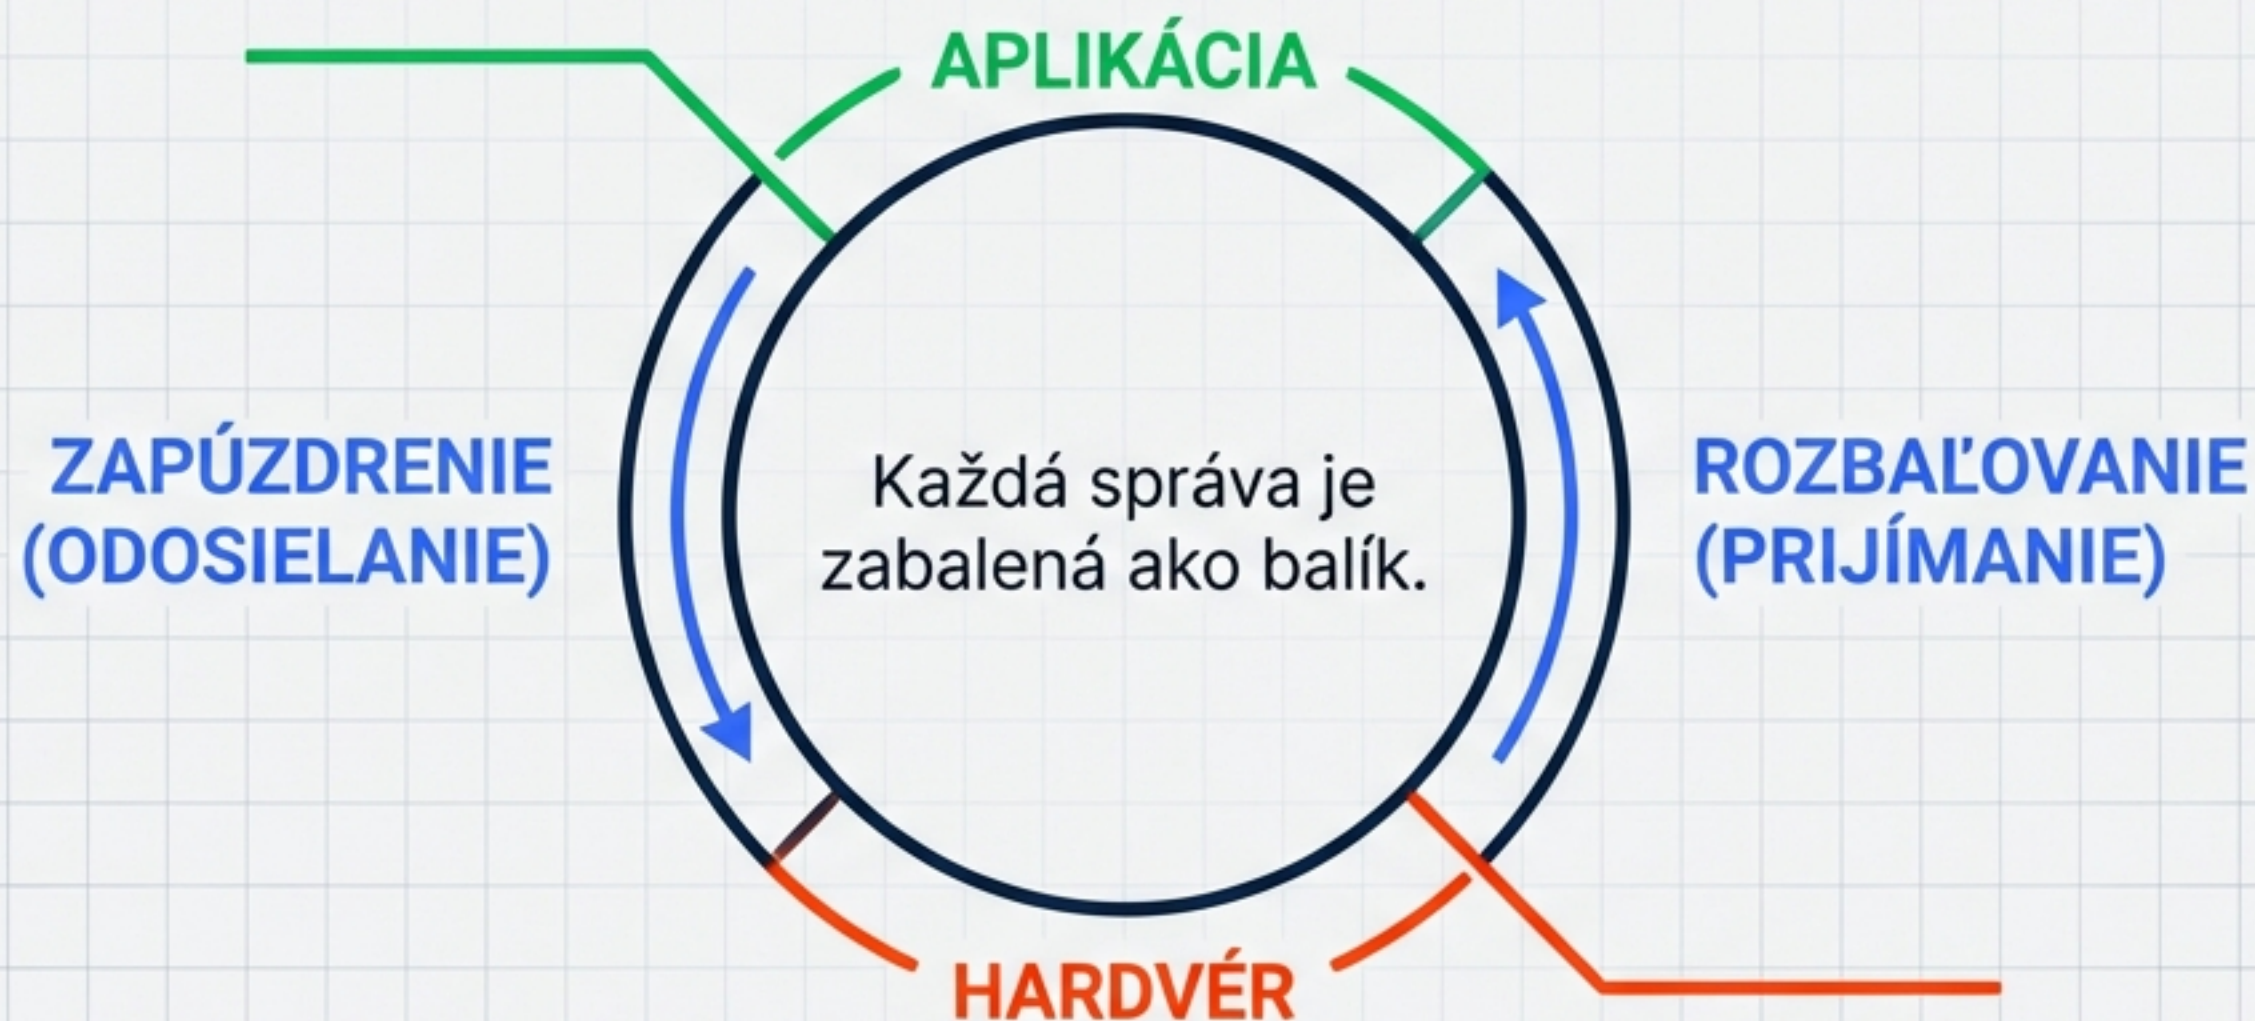 APLIKÁCIA
ZAPÚZDRENIE
(ODOSIELANIE)
Každá správa je
zabalená ako balík.
ROZBAĽOVANIE
(PRIJÍMANIE)
HARDVÉR